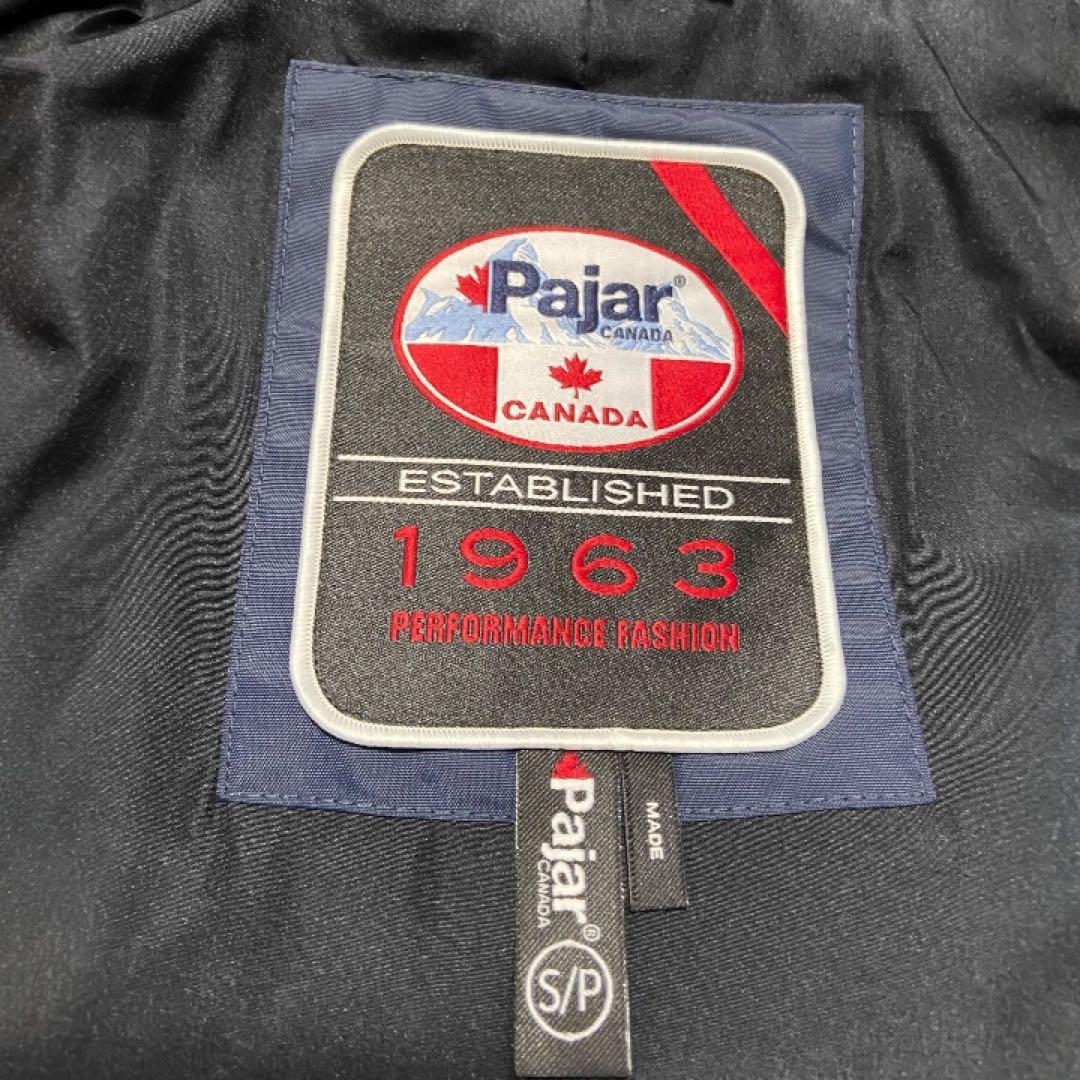 Pajar®
CANADA
CANADA
ESTABLISHED
1963
PERFORMANCE FASHION
Pajar®
CANADA
S/P
MADE